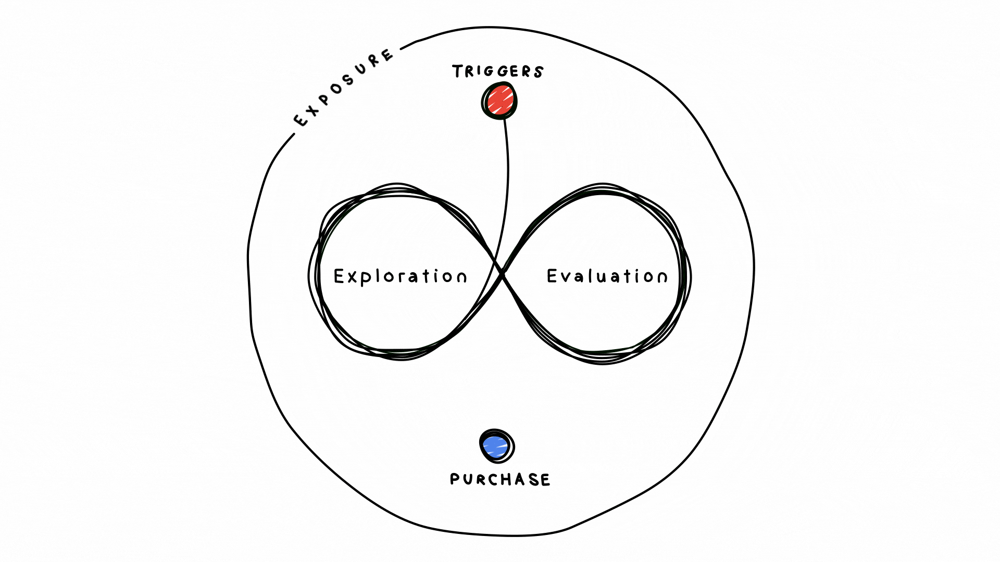 EXPOSURE
TRIGGERS
Exploration
Evaluation
PURCHASE